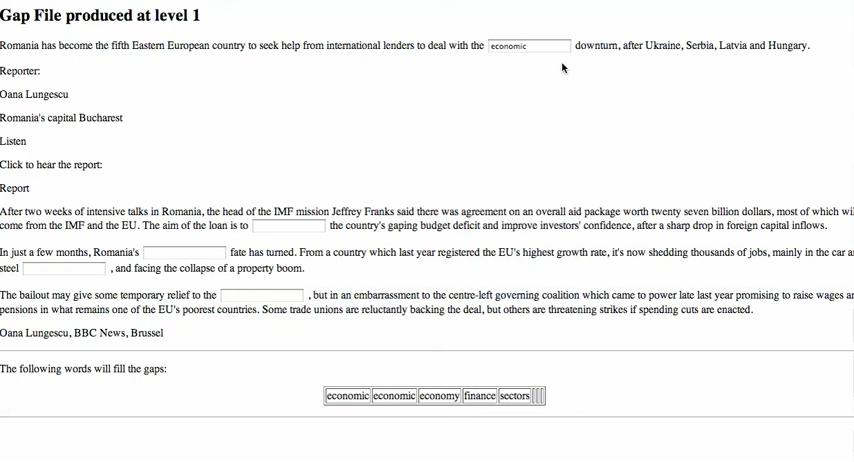 Gap File produced at level 1
Romania has become the fifth Eastern European country to seek help from international lenders to deal with the economic downturn, after Ukraine, Serbia, Latvia and Hungary.
Reporter:
Oana Lungescu
Romania's capital Bucharest
Listen
Click to hear the report:
Report
After two weeks of intensive talks in Romania, the head of the IMF mission Jeffrey Franks said there was agreement on an overall aid package worth twenty seven billion dollars, most of which wil
come from the IMF and the EU. The aim of the loan is to the country's gaping budget deficit and improve investors' confidence, after a sharp drop in foreign capital inflows.
In just a few months, Romania's fate has turned. From a country which last year registered the EU's highest growth rate, it's now shedding thousands of jobs, mainly in the car a
steel , and facing the collapse of a property boom.
The bailout may give some temporary relief to the , but in an embarrassment to the centre-left governing coalition which came to power late last year promising to raise wages a
pensions in what remains one of the EU's poorest countries. Some trade unions are reluctantly backing the deal, but others are threatening strikes if spending cuts are enacted.
Oana Lungescu, BBC News, Brussel
The following words will fill the gaps:
economic economic economy finance sectors